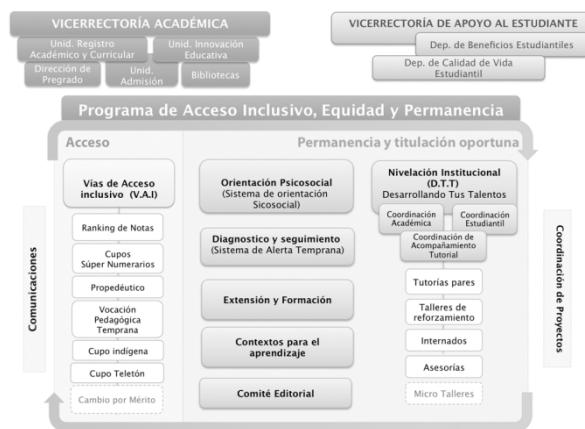 VICERRECTORÍA ACADÉMICA
Unid. Registro
Académico y Curricular
Unid. Innovación
Educativa
Dirección de
Pregrado
Unid.
Admisión
Bibliotecas
VICERRECTORÍA DE APOYO AL ESTUDIANTE
Dep. de Beneficios Estudiantiles
Dep. de Calidad de Vida
Estudiantil
Programa de Acceso Inclusivo, Equidad y Permanencia
Acceso
Permanencia y titulación oportuna
Comunicaciones
Vías de Acceso
inclusivo (V.A.I)
Ranking de Notas
Cupos
Súper Numerarios
Propedéutico
Vocación
Pedagógica
Temprana
Cupo indígena
Cupo Teletón
Cambio por Mérito
Orientación Psicosocial
(Sistema de orientación
Sicosocial)
Diagnostico y seguimiento
(Sistema de Alerta Temprana)
Extensión y Formación
Contextos para el
aprendizaje
Comité Editorial
Nivelación Institucional
(D.T.T)
Desarrollando Tus Talentos
Coordinación
Académica
Coordinación
Estudiantil
Coordinación de
Acompañamiento
Tutorial
Tutorías pares
Talleres de
reforzamiento
Internados
Asesorías
Micro Talleres
Coordinación de Proyectos